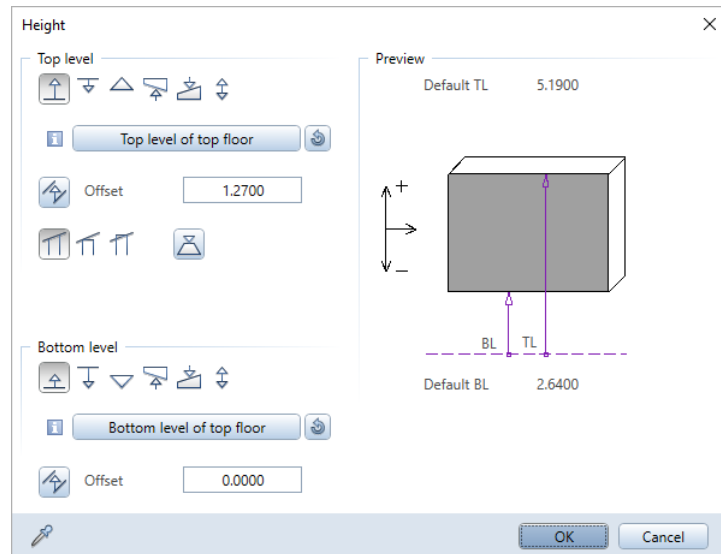 Height
Top level
Top level of top floor
Offset 1.2700
Bottom level
Bottom level of top floor
Offset 0.0000
Preview
Default TL 5.1900
+
−
BL TL
Default BL 2.6400
OK Cancel